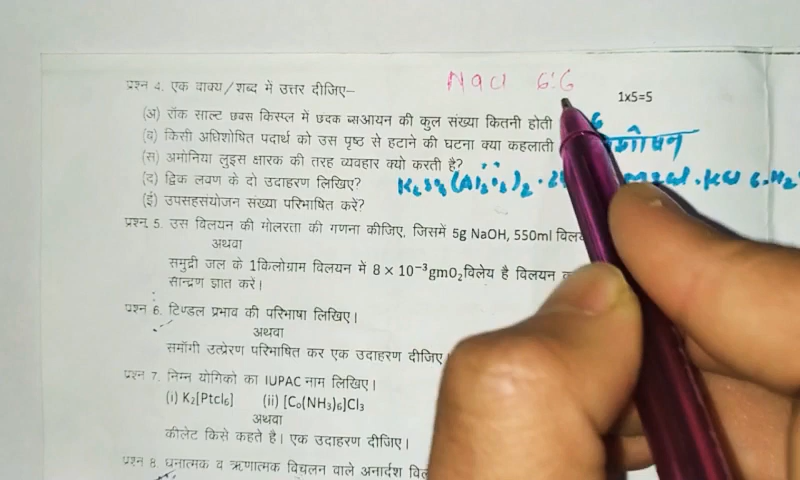 NaCl 6:6
प्रश्न 4. एक वाक्य/शब्द में उत्तर दीजिए–
1x5=5
(अ) रॉक साल्ट छवस किस्प्ल में छदक ब्सआयन की कुल संख्या कितनी होती 6
(ब) किसी अधिशोषित पदार्थ को उस पृष्ठ से हटाने की घटना क्या कहलाती
(स) अमोनिया लुइस क्षारक की तरह व्यवहार क्यो करती है?
(द) द्विक लवण के दो उदाहरण लिखिए?
(ई) उपसहसंयोजन संख्या परिभाषित करें?
प्रश्न 5. उस विलयन की मोलरता की गणना कीजिए, जिसमें 5g NaOH, 550ml
अथवा
समुद्री जल के 1किलोग्राम विलयन में 8 × 10⁻³gmO₂विलेय है विलयन
सान्द्रण ज्ञात करें।
प्रश्न 6. टिण्डल प्रभाव की परिभाषा लिखिए।
अथवा
समाँगी उत्प्रेरण परिभाषित कर एक उदाहरण दीजिए
प्रश्न 7. निम्न योगिको का IUPAC नाम लिखिए।
(i) K₂[Ptcl₆] (ii) [Co(NH₃)₆]Cl₃
अथवा
कीलेट किसे कहते है। एक उदाहरण दीजिए।
प्रश्न 8. धनात्मक व ऋणात्मक विचलन वाले अनार्दश